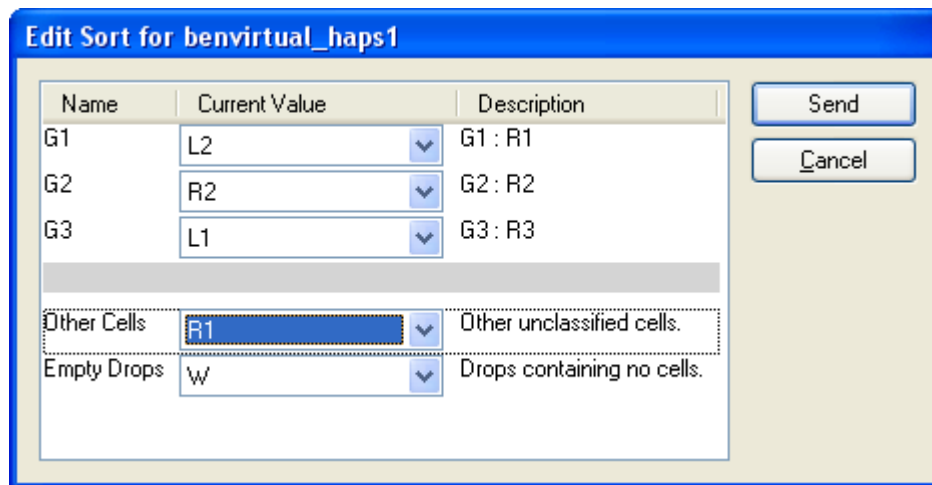 Edit Sort for benvirtual_haps1
Name Current Value Description
G1 L2 G1 : R1
G2 R2 G2 : R2
G3 L1 G3 : R3
Other Cells R1 Other unclassified cells.
Empty Drops W Drops containing no cells.
Send
Cancel